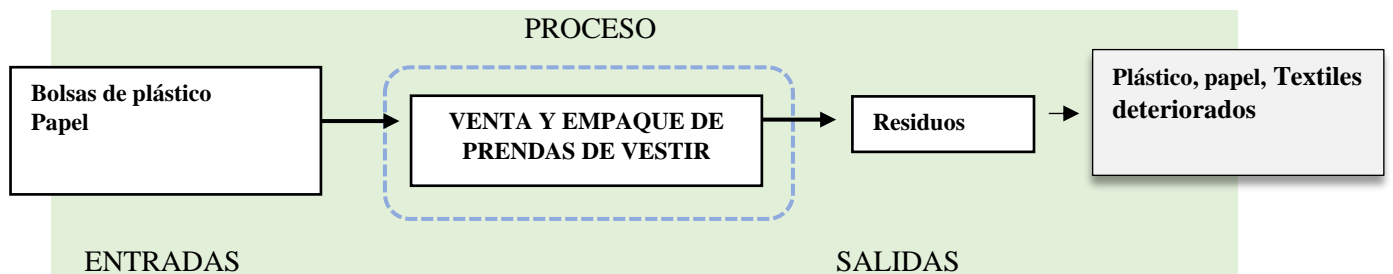 PROCESO
Bolsas de plástico
Papel
VENTA Y EMPAQUE DE
PRENDAS DE VESTIR
Residuos
Plástico, papel, Textiles
deteriorados
ENTRADAS
SALIDAS